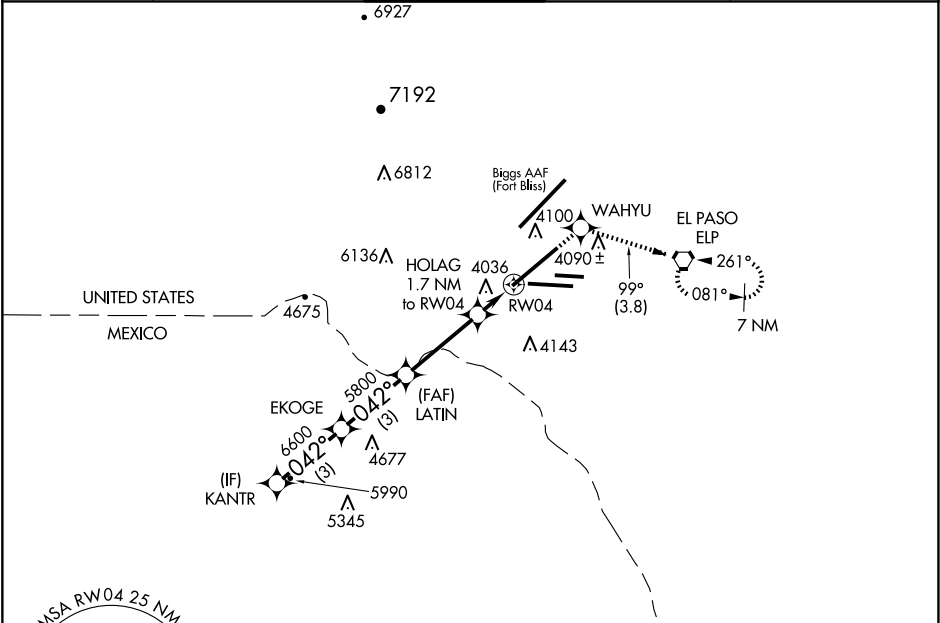 6927
7192
6812
Biggs AAF
(Fort Bliss)
4100
WAHYU
EL PASO
ELP
6136
HOLAG
1.7 NM
to RW04
4036
4090 ±
261°
99°
(3.8)
081°
7 NM
RW04
UNITED STATES
MEXICO
4675
4143
5800
042°
(3)
(FAF)
LATIN
EKOGE
6600
042°
(3)
4677
(IF)
KANTR
5990
5345
MSA RW04 25 NM